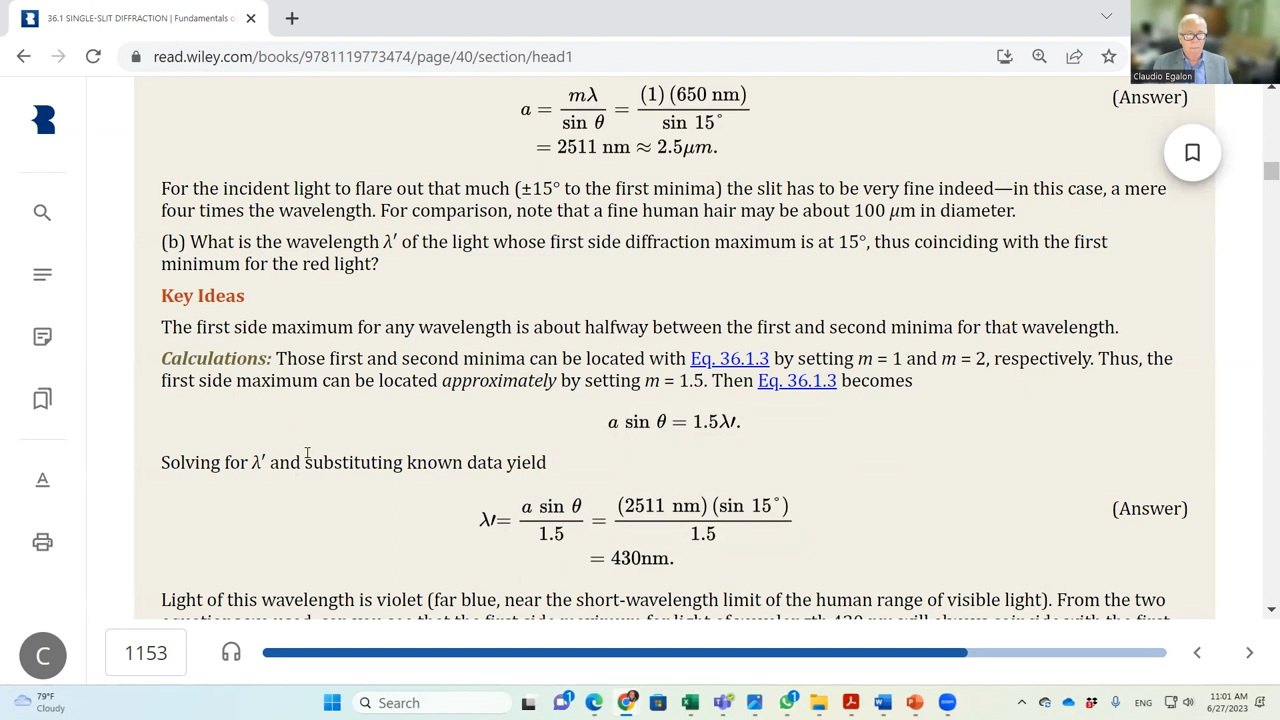 36.1 SINGLE-SLIT DIFFRACTION | Fundamentals o
read.wiley.com/books/9781119773474/page/40/section/head1
Claudio Egalon
a = mλ / sin θ = (1) (650 nm) / sin 15°
(Answer)
= 2511 nm ≈ 2.5μm.
For the incident light to flare out that much (±15° to the first minima) the slit has to be very fine indeed—in this case, a mere
four times the wavelength. For comparison, note that a fine human hair may be about 100 μm in diameter.
(b) What is the wavelength λ′ of the light whose first side diffraction maximum is at 15°, thus coinciding with the first
minimum for the red light?
Key Ideas
The first side maximum for any wavelength is about halfway between the first and second minima for that wavelength.
Calculations: Those first and second minima can be located with Eq. 36.1.3 by setting m = 1 and m = 2, respectively. Thus, the
first side maximum can be located approximately by setting m = 1.5. Then Eq. 36.1.3 becomes
a sin θ = 1.5λ′.
Solving for λ′ and substituting known data yield
λ′= a sin θ / 1.5 = (2511 nm) (sin 15°) / 1.5
(Answer)
= 430nm.
Light of this wavelength is violet (far blue, near the short-wavelength limit of the human range of visible light). From the two
A
C
1153
79°F
Cloudy
Search
1
1
ENG
11:01 AM
6/27/2023